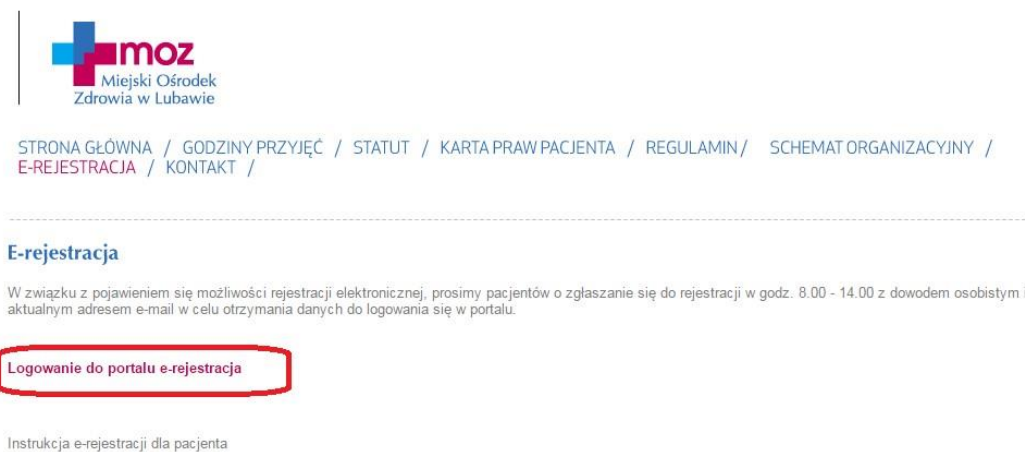 moz
Miejski Ośrodek
Zdrowia w Lubawie
STRONA GŁÓWNA / GODZINY PRZYJĘĆ / STATUT / KARTA PRAW PACJENTA / REGULAMIN / SCHEMAT ORGANIZACYJNY /
E-REJESTRACJA / KONTAKT /
E-rejestracja
W związku z pojawieniem się możliwości rejestracji elektronicznej, prosimy pacjentów o zgłaszanie się do rejestracji w godz. 8.00 - 14.00 z dowodem osobistym i
aktualnym adresem e-mail w celu otrzymania danych do logowania się w portalu.
Logowanie do portalu e-rejestracja
Instrukcja e-rejestracji dla pacjenta